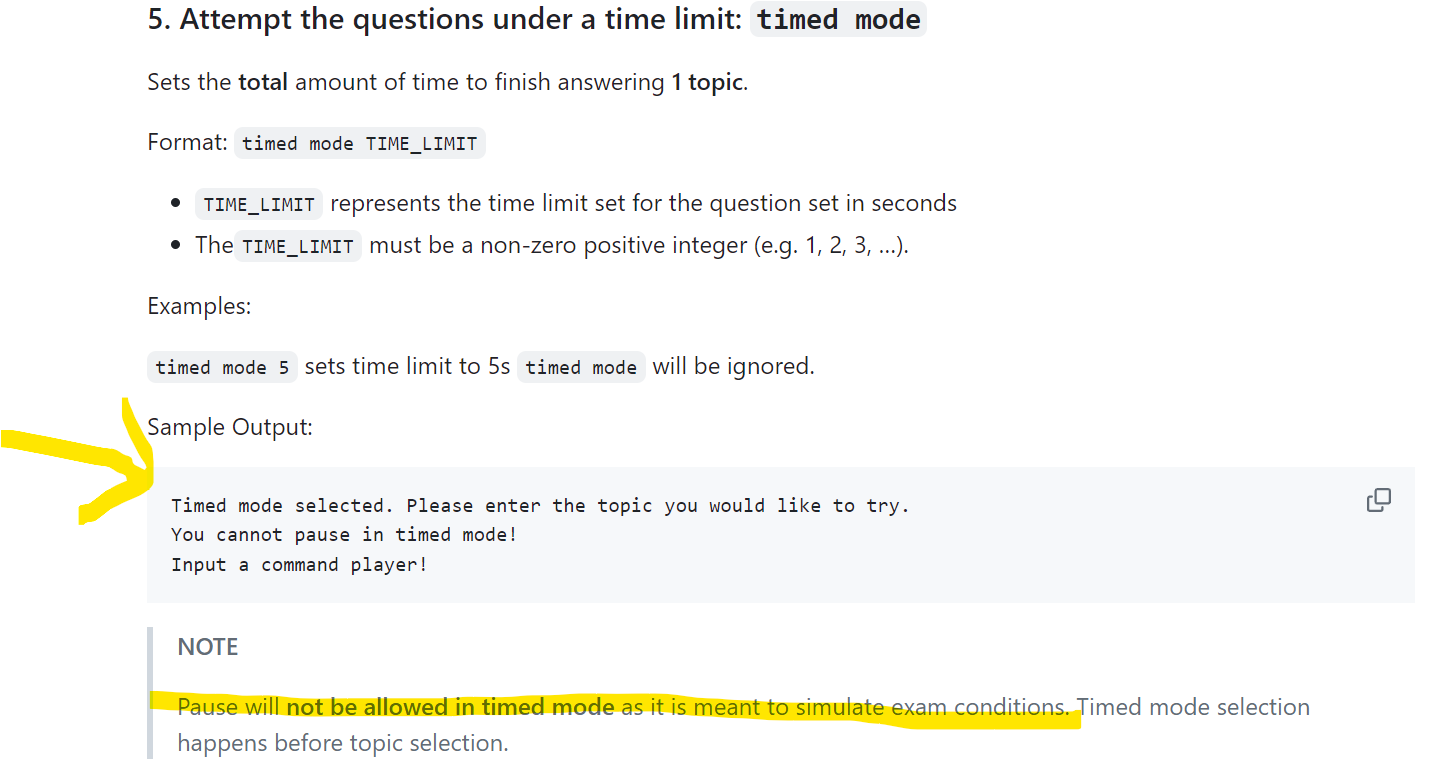 5. Attempt the questions under a time limit: timed mode
Sets the total amount of time to finish answering 1 topic.
Format: timed mode TIME_LIMIT
• TIME_LIMIT represents the time limit set for the question set in seconds
• The TIME_LIMIT must be a non-zero positive integer (e.g. 1, 2, 3, ...).
Examples:
timed mode 5 sets time limit to 5s timed mode will be ignored.
Sample Output:
Timed mode selected. Please enter the topic you would like to try.
You cannot pause in timed mode!
Input a command player!
NOTE
Pause will not be allowed in timed mode as it is meant to simulate exam conditions. Timed mode selection
happens before topic selection.